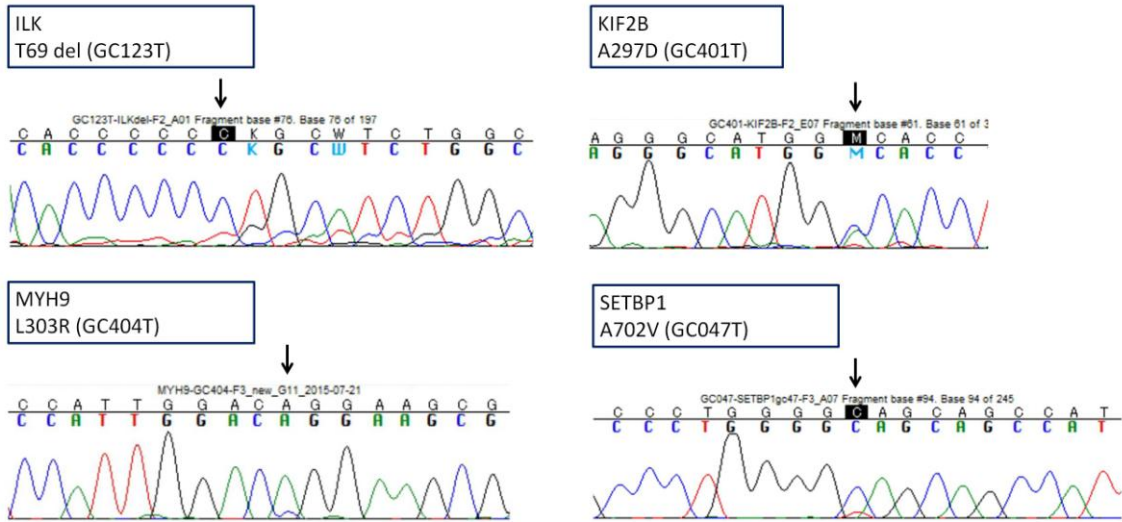 ILK
T69 del (GC123T)
GC123T-ILKdel-F2_A01 Fragment base #76. Base 76 of 197
C A C C C C C C K G C W T C T G G C
C A C C C C C C K G C W T C T G G C
KIF2B
A297D (GC401T)
GC401-KIF2B-F2_E07 Fragment base #61. Base 61 of 3
A G G G C A T G G M C A C C
A G G G C A T G G M C A C C
MYH9
L303R (GC404T)
MYH9-GC404-F3_new_G11_2015-07-21
C C A T T G G A C A G G A A G C G
C C A T T G G A C A G G A A G C G
SETBP1
A702V (GC047T)
GC047-SETBP1gc47-F3_A07 Fragment base #94. Base 94 of 245
C C C T G G G G C A G C A G C C A T
C C C T G G G G C A G C A G C C A T